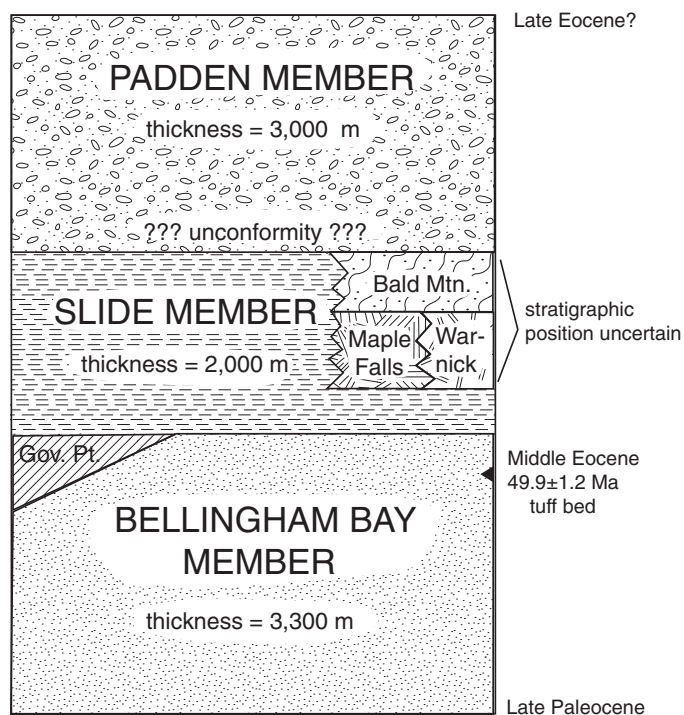 Late Eocene?
PADDEN MEMBER
thickness = 3,000 m
??? unconformity ???
Bald Mtn.
SLIDE MEMBER
thickness = 2,000 m
Maple
Falls
War-
nick
stratigraphic
position uncertain
Gov. Pt.
Middle Eocene
49.9±1.2 Ma
tuff bed
BELLINGHAM BAY
MEMBER
thickness = 3,300 m
Late Paleocene